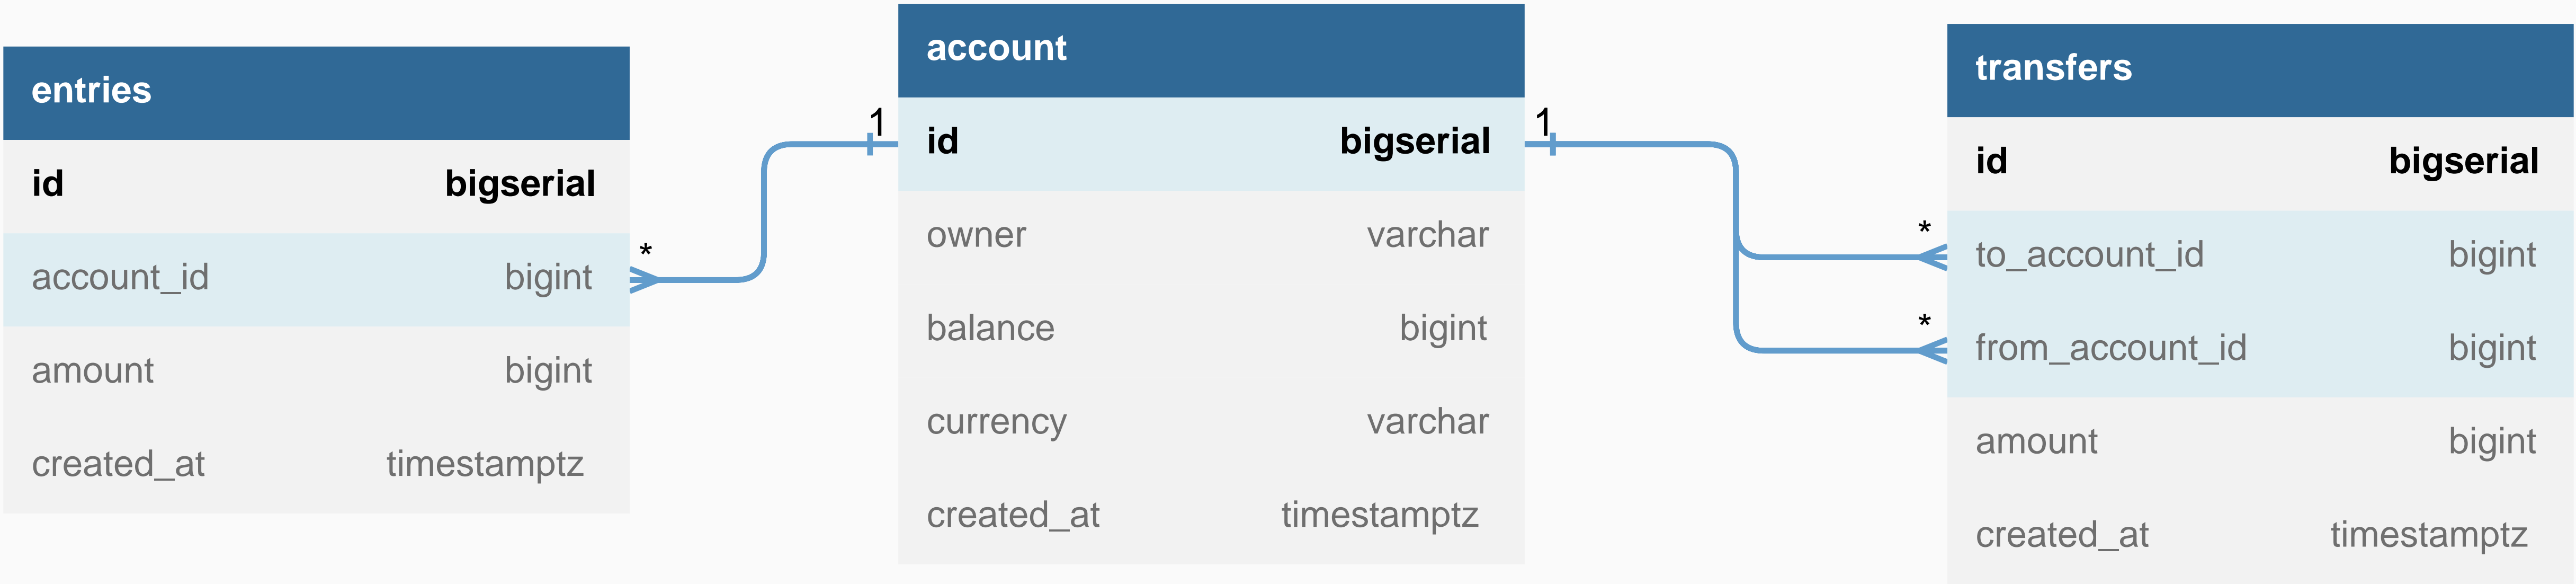 entries
id bigserial
account_id bigint
amount bigint
created_at timestamptz
*
1
account
id bigserial
owner varchar
balance bigint
currency varchar
created_at timestamptz
1
*
*
transfers
id bigserial
to_account_id bigint
from_account_id bigint
amount bigint
created_at timestamptz